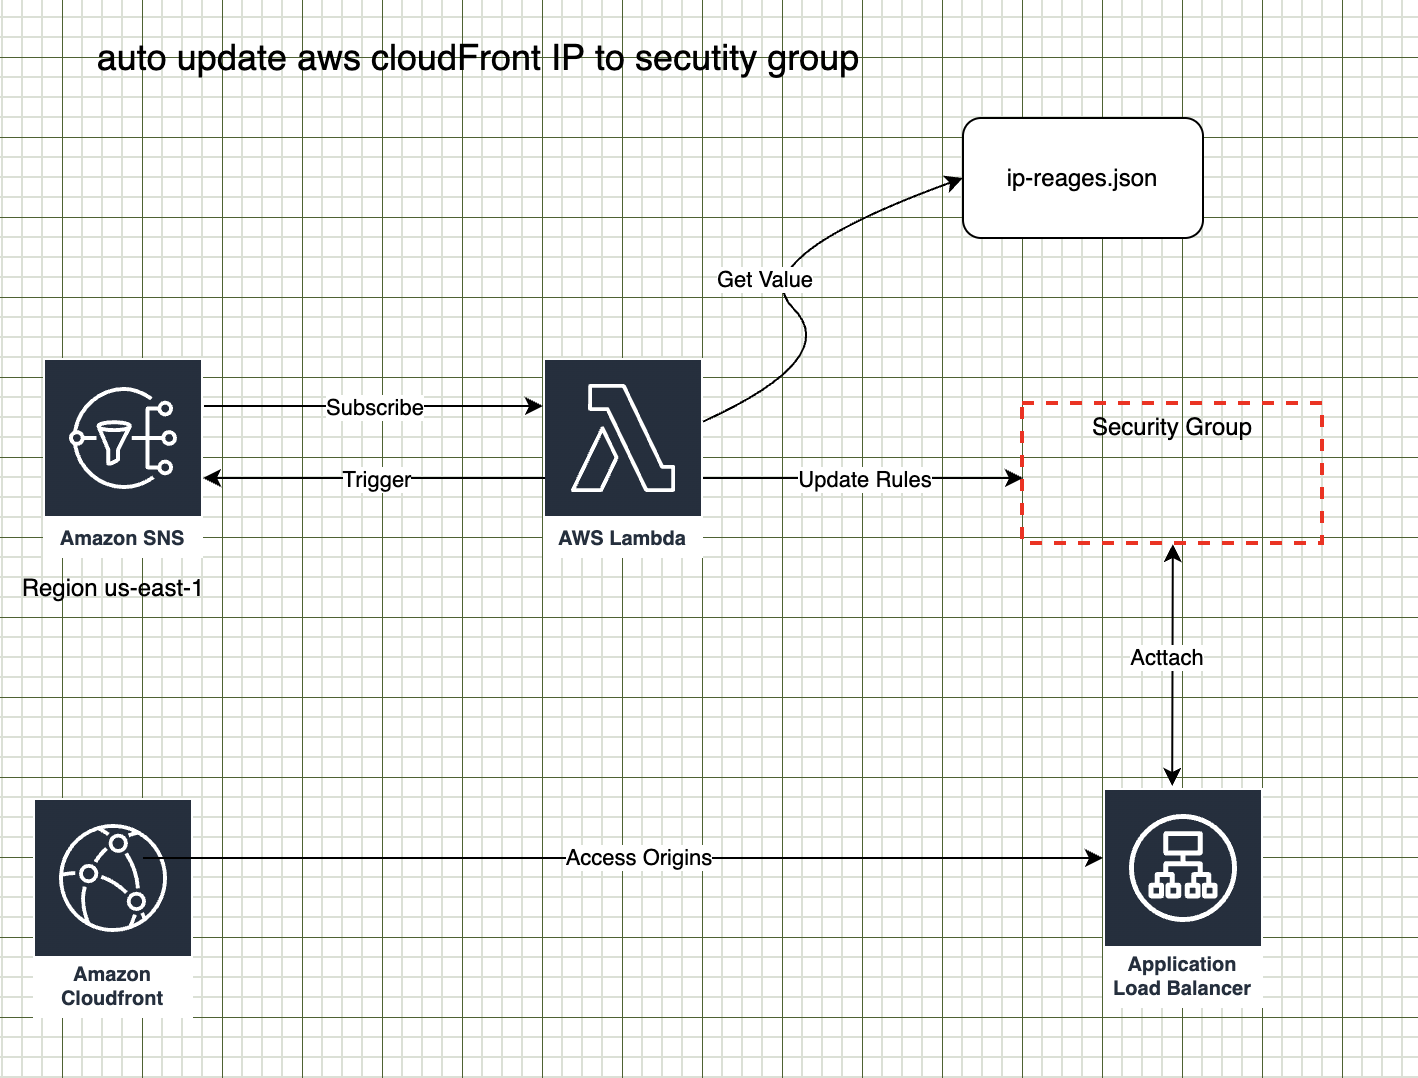 auto update aws cloudFront IP to secutity group
ip-reages.json
Get Value
Subscribe
Security Group
Trigger
Update Rules
Amazon SNS
AWS Lambda
Region us-east-1
Acttach
Access Origins
Amazon
Cloudfront
Application
Load Balancer